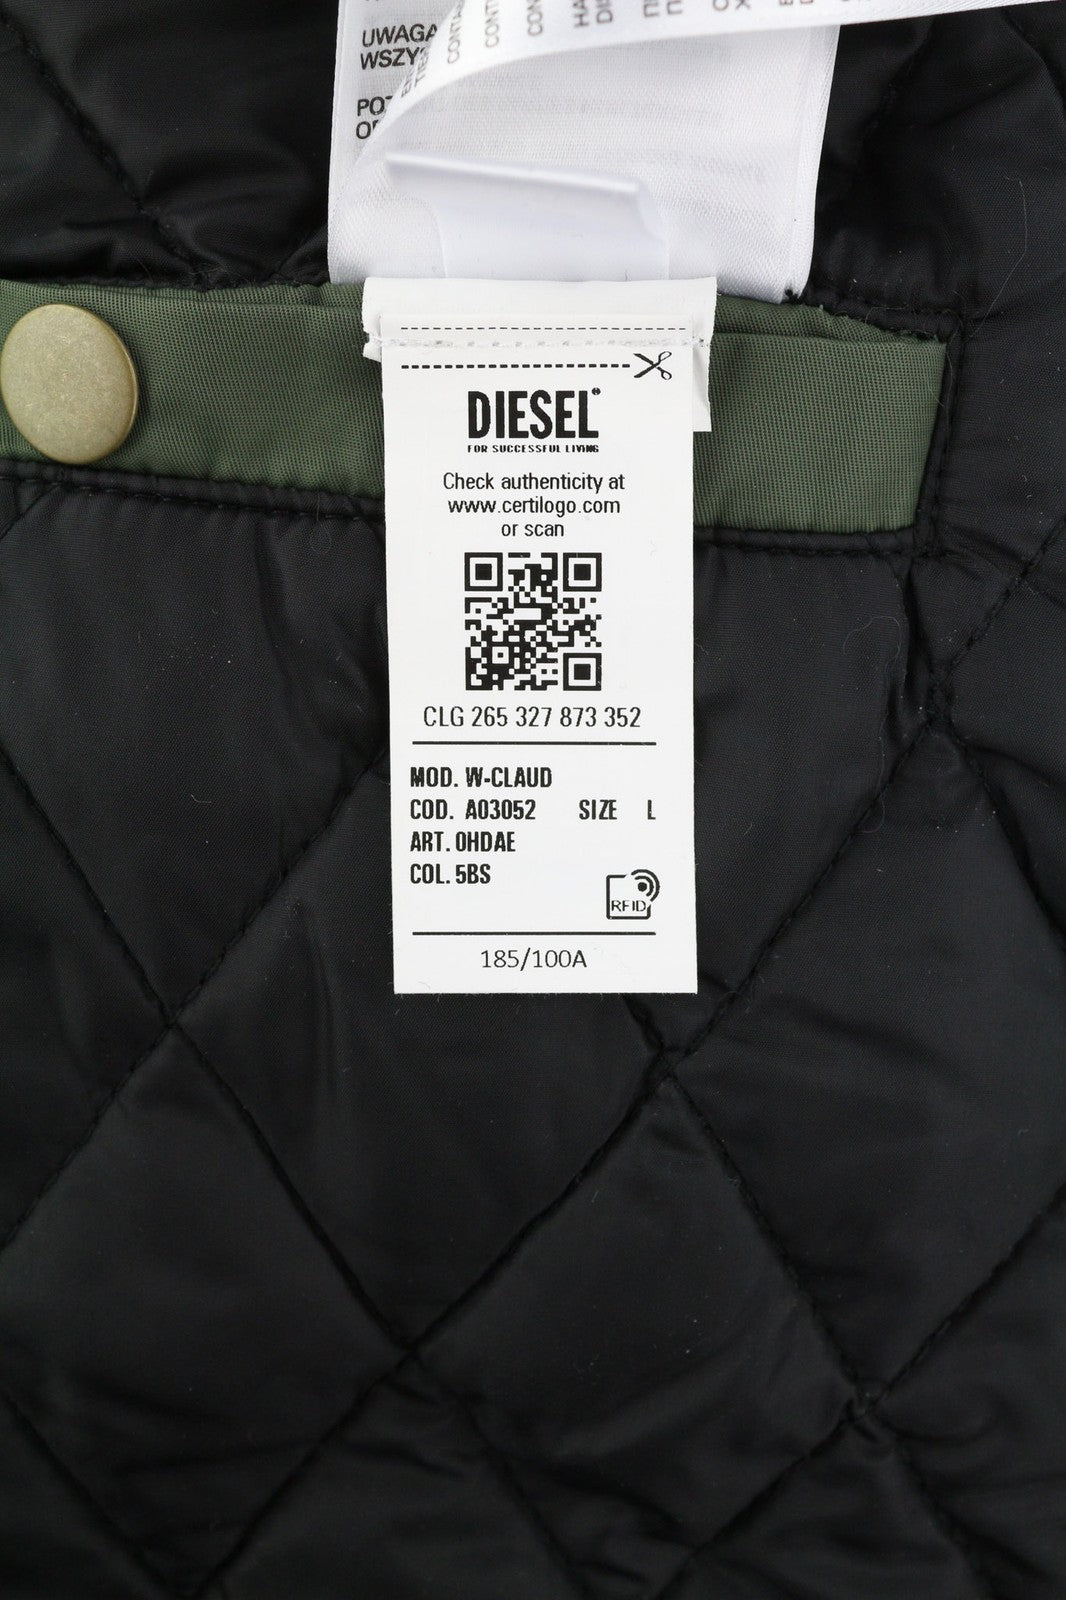 UWAGA
WSZY
DIESEL
FOR SUCCESSFUL LIVING
Check authenticity at
www.certilogo.com
or scan
CLG 265 327 873 352
MOD. W-CLAUD
COD. A03052 SIZE L
ART. 0HDAE
COL. 5BS
RFID
185/100A